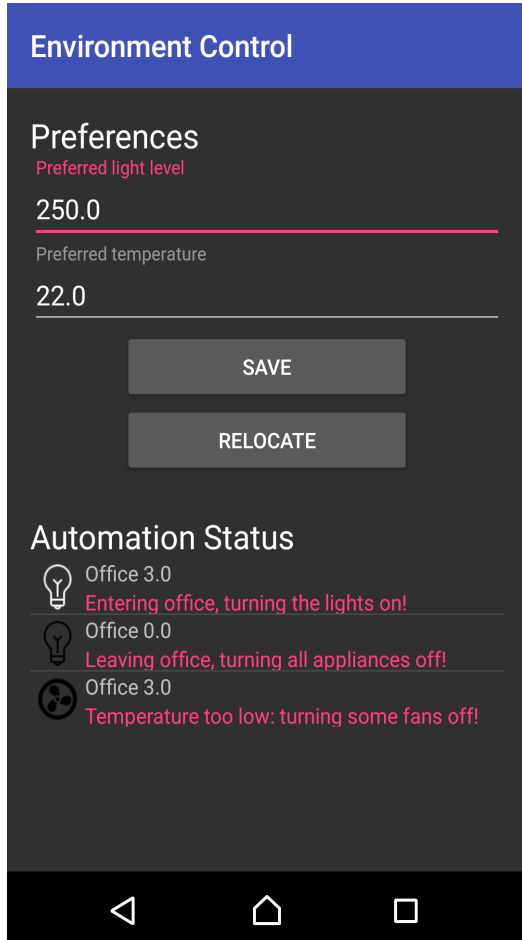 Environment Control
Preferences
Preferred light level
250.0
Preferred temperature
22.0
SAVE
RELOCATE
Automation Status
Office 3.0
Entering office, turning the lights on!
Office 0.0
Leaving office, turning all appliances off!
Office 3.0
Temperature too low: turning some fans off!